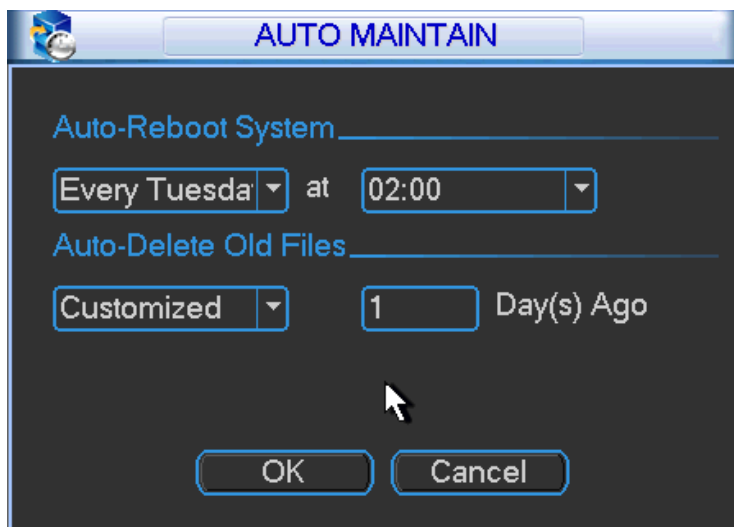 AUTO MAINTAIN
Auto-Reboot System
Every Tuesda at 02:00
Auto-Delete Old Files
Customized 1 Day(s) Ago
OK Cancel